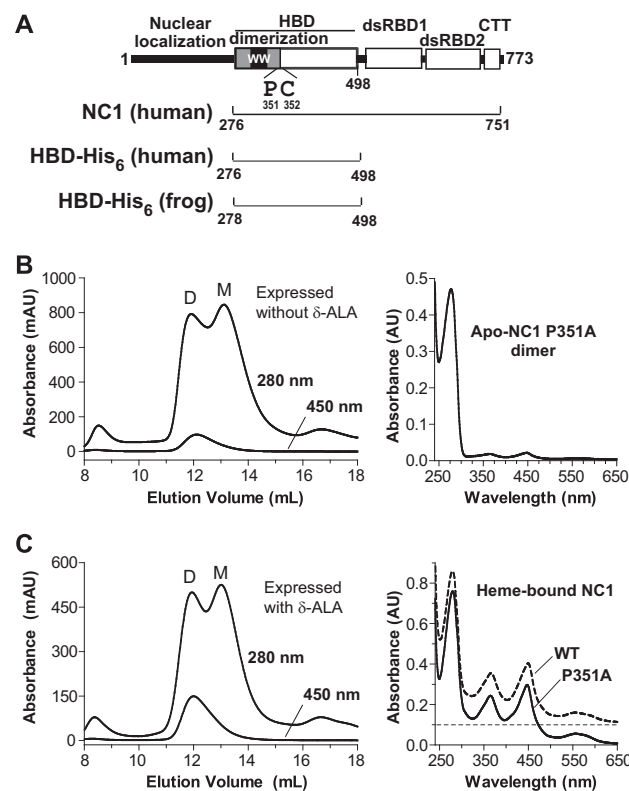 A
Nuclear localization
HBD
dimerization
dsRBD1
dsRBD2
CTT
1
WW
773
P C
351 352
498
NC1 (human)
276 751
HBD-His6 (human)
276 498
HBD-His6 (frog)
278 498
B
Absorbance (mAU)
1000
800
600
400
200
0
D M
Expressed
without δ-ALA
280 nm
450 nm
8 10 12 14 16 18
Elution Volume (mL)
Absorbance (AU)
0.5
0.4
0.3
0.2
0.1
0
Apo-NC1 P351A
dimer
250 350 450 550 650
Wavelength (nm)
C
Absorbance (mAU)
600
450
300
150
0
D M
Expressed
with δ-ALA
280 nm
450 nm
8 10 12 14 16 18
Elution Volume (mL)
Absorbance (AU)
0.8
0.6
0.4
0.2
0
Heme-bound NC1
WT
P351A
250 350 450 550 650
Wavelength (nm)